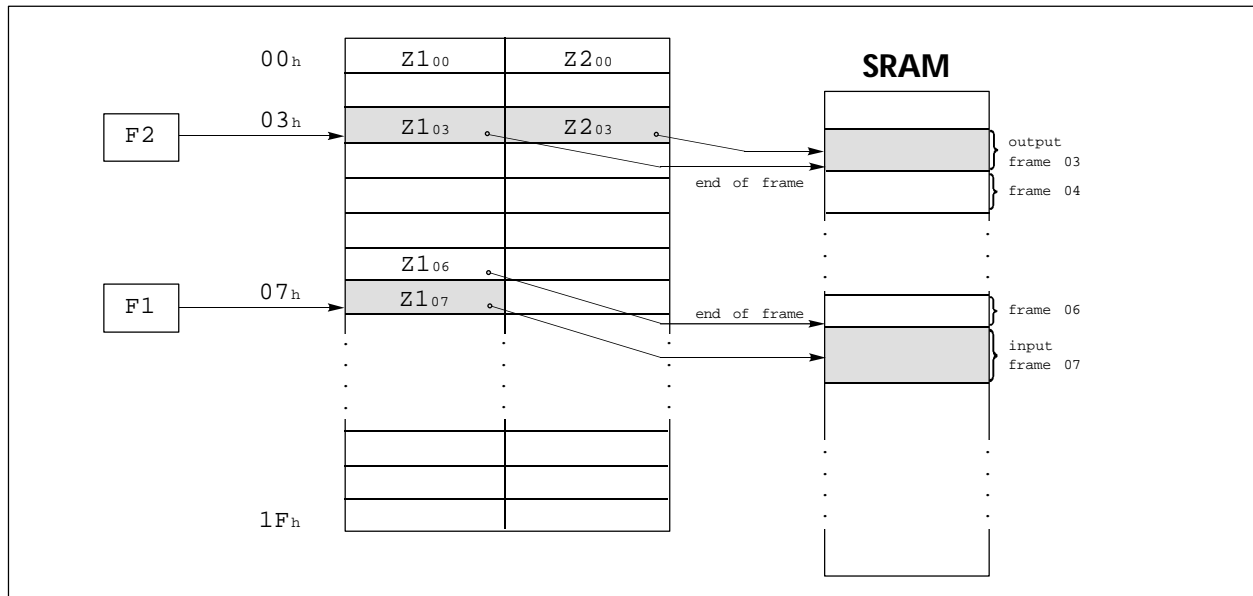 00h Z100 Z200
SRAM
F2 03h Z103 Z203
output
frame 03
end of frame
frame 04
Z106
F1 07h Z107
end of frame
frame 06
input
frame 07
1Fh